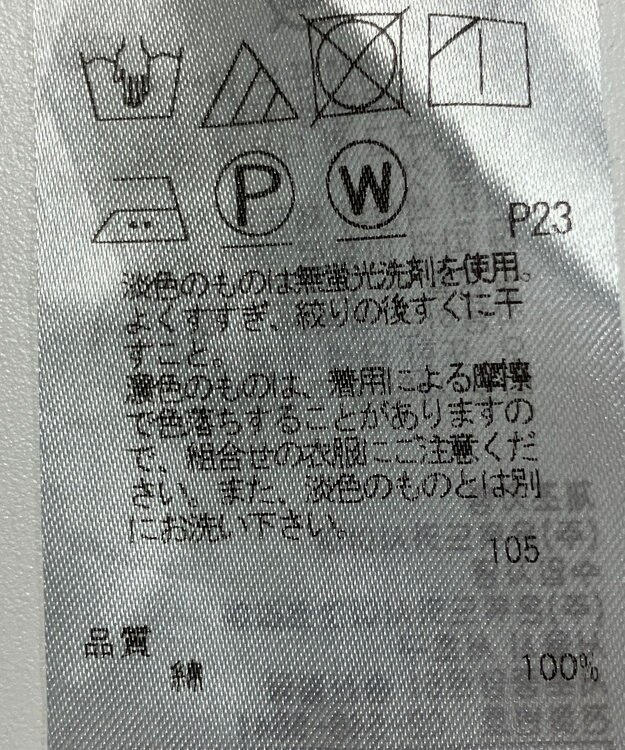 P W
P23
淡色のものは無蛍光洗剤を使用。
よくすすぎ、絞りの後すぐに干
すこと。
濃色のものは、着用による摩擦
で色落ちすることがありますの
で、組合せの衣服にご注意くだ
さい。また、淡色のものとは別
にお洗い下さい。
105
品質
綿 100%